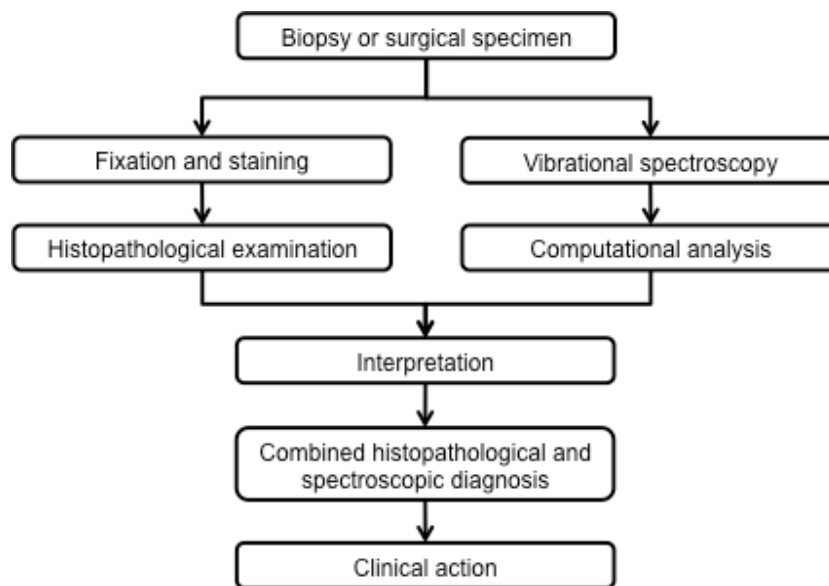 Biopsy or surgical specimen
Fixation and staining
Vibrational spectroscopy
Histopathological examination
Computational analysis
Interpretation
Combined histopathological and
spectroscopic diagnosis
Clinical action